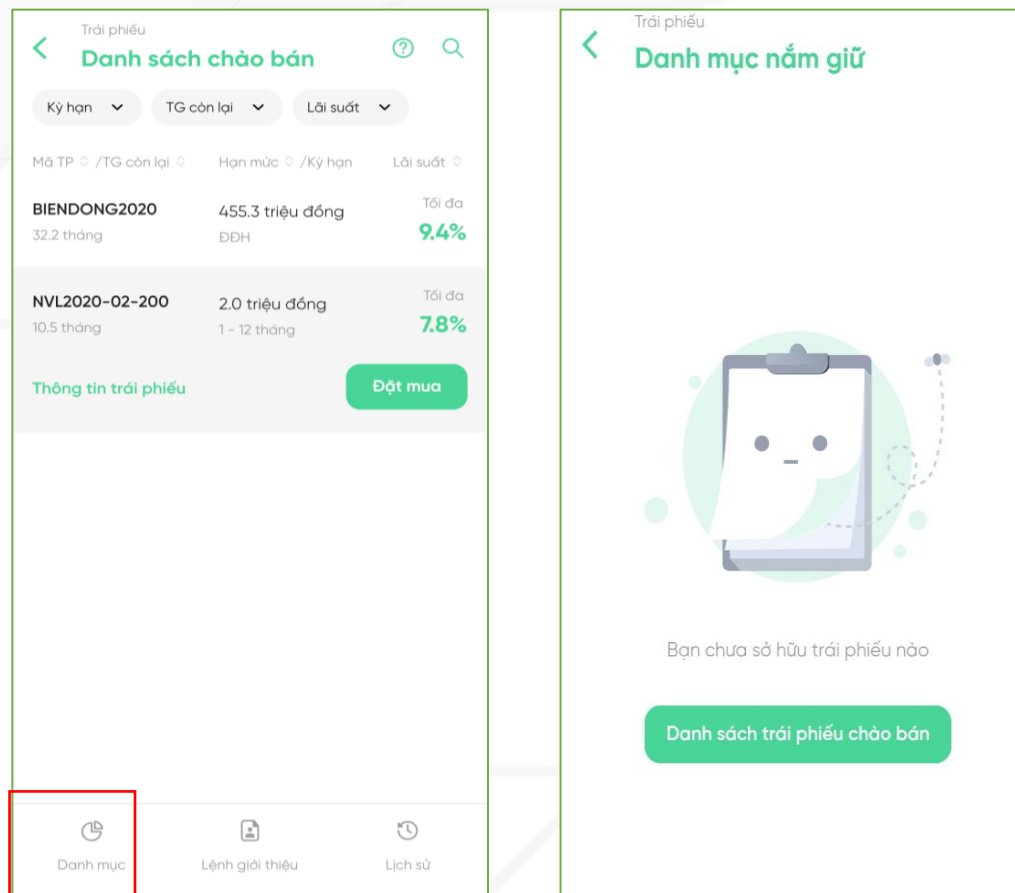 Trái phiếu
Danh sách chào bán
Kỳ hạn TG còn lại Lãi suất
Mã TP /TG còn lại Hạn mức /Kỳ hạn Lãi suất
BIENDONG2020 455.3 triệu đồng Tối đa
32.2 tháng ĐĐH 9.4%
NVL2020-02-200 2.0 triệu đồng Tối đa
10.5 tháng 1 - 12 tháng 7.8%
Thông tin trái phiếu Đặt mua
Danh mục Lệnh giới thiệu Lịch sử
Trái phiếu
Danh mục nắm giữ
Bạn chưa sở hữu trái phiếu nào
Danh sách trái phiếu chào bán